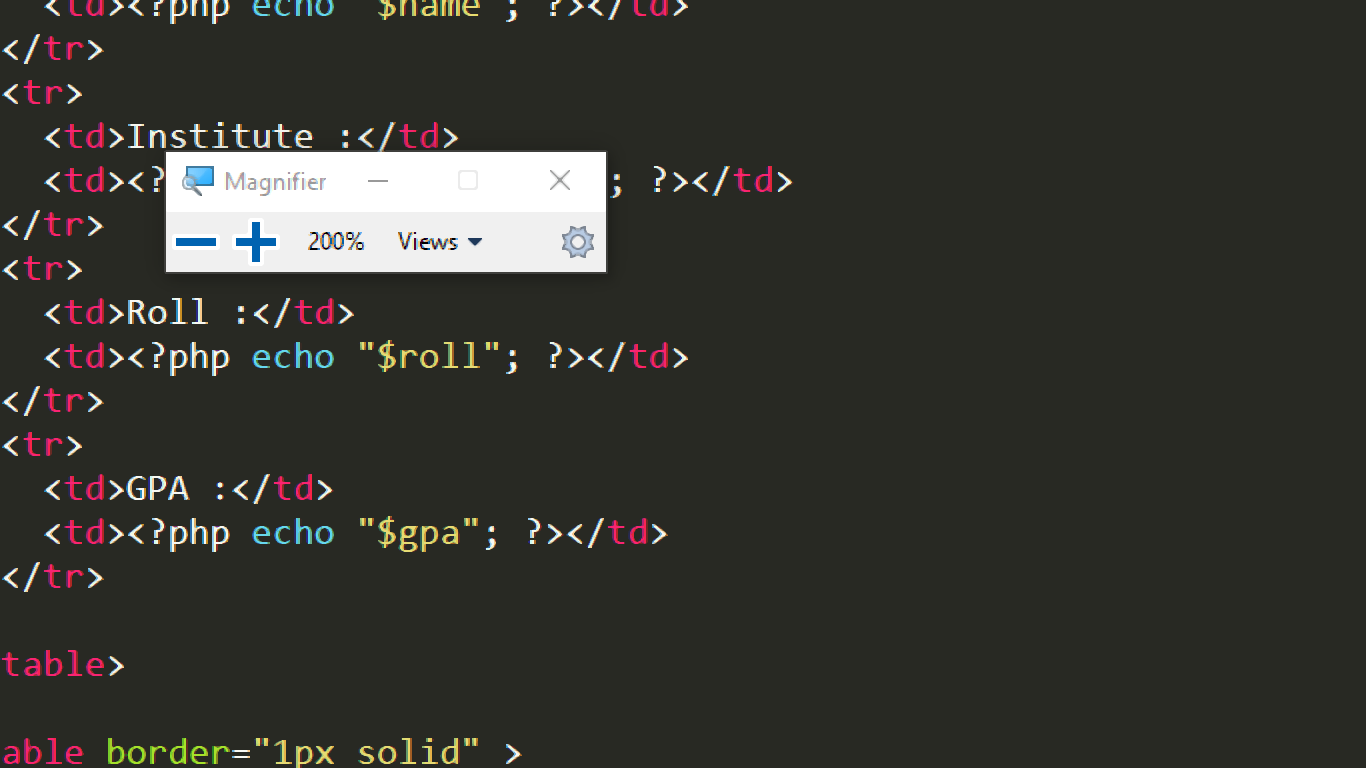 <td><?php echo "$name"; ?></td>
</tr>
<tr>
<td>Institute :</td>
<td><? ; ?></td>
Magnifier
</tr>
200% Views
<tr>
<td>Roll :</td>
<td><?php echo "$roll"; ?></td>
</tr>
<tr>
<td>GPA :</td>
<td><?php echo "$gpa"; ?></td>
</tr>
table>
able border="1px solid" >